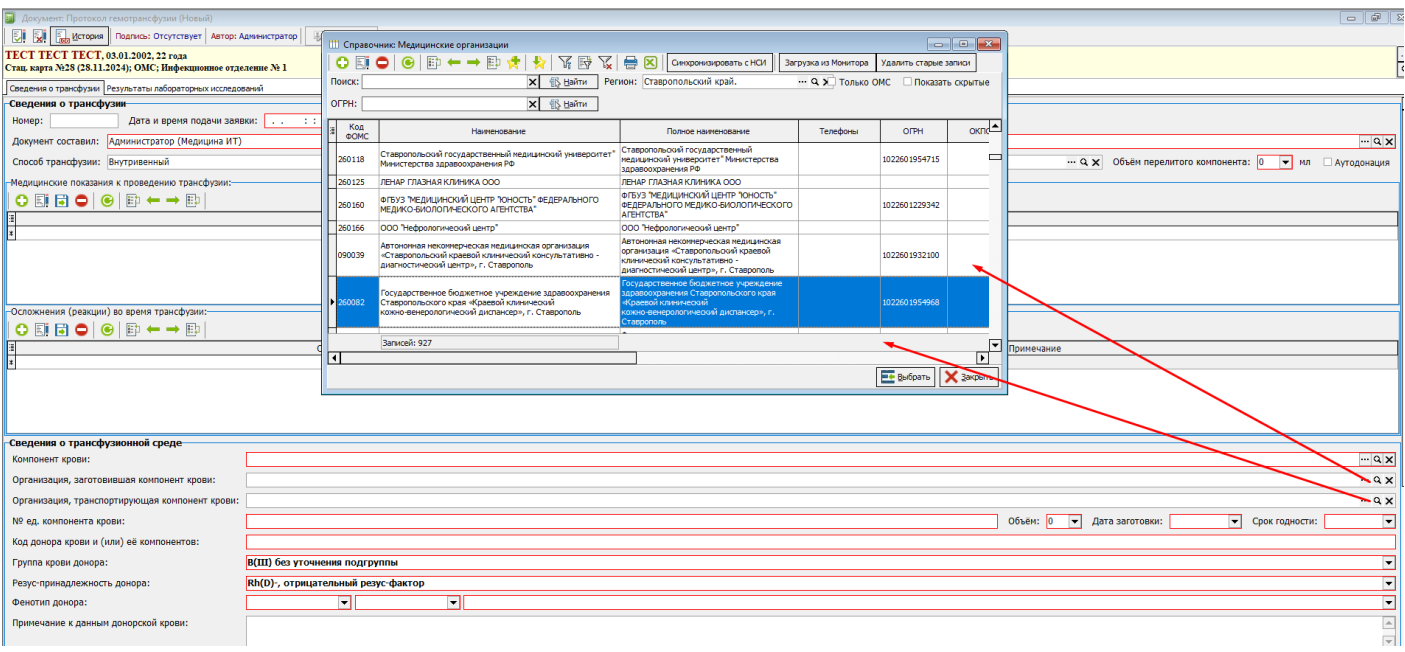 Документ: Протокол гемотрансфузии (Новый)
История Подпись: Отсутствует Автор: Администратор
ТЕСТ ТЕСТ ТЕСТ, 03.01.2002, 22 года
Стац. карта №28 (28.11.2024); ОМС; Инфекционное отделение № 1
Сведения о трансфузии Результаты лабораторных исследований
Сведения о трансфузии
Номер: Дата и время подачи заявки: . . : :
Документ составил: Администратор (Медицина ИТ)
Способ трансфузии: Внутривенный Объём перелитого компонента: 0 мл Аутодонация
Медицинские показания к проведению трансфузии:
Осложнения (реакции) во время трансфузии:
Примечание
Справочник: Медицинские организации
Синхронизировать с НСИ Загрузка из Монитора Удалить старые записи
Поиск: Найти Регион: Ставропольский край. Только ОМС Показать скрытые
ОГРН: Найти
Код ФОМС Наименование Полное наименование Телефоны ОГРН ОКПО
260118 Ставропольский государственный медицинский университет" Министерства здравоохранения РФ Ставропольский государственный медицинский университет" Министерства здравоохранения РФ 1022601954715
260125 ЛЕНАР ГЛАЗНАЯ КЛИНИКА ООО ЛЕНАР ГЛАЗНАЯ КЛИНИКА ООО
260160 ФГБУЗ "МЕДИЦИНСКИЙ ЦЕНТР "ЮНОСТЬ" ФЕДЕРАЛЬНОГО МЕДИКО-БИОЛОГИЧЕСКОГО АГЕНТСТВА" ФГБУЗ "МЕДИЦИНСКИЙ ЦЕНТР "ЮНОСТЬ" ФЕДЕРАЛЬНОГО МЕДИКО-БИОЛОГИЧЕСКОГО АГЕНТСТВА" 1022601229342
260166 ООО "Нефрологический центр" ООО "Нефрологический центр"
090039 Автономная некоммерческая медицинская организация «Ставропольский краевой клинический консультативно - диагностический центр», г. Ставрополь Автономная некоммерческая медицинская организация «Ставропольский краевой клинический консультативно - диагностический центр», г. Ставрополь 1022601932100
260082 Государственное бюджетное учреждение здравоохранения Ставропольского края «Краевой клинический кожно-венерологический диспансер», г. Ставрополь Государственное бюджетное учреждение здравоохранения Ставропольского края «Краевой клинический кожно-венерологический диспансер», г. Ставрополь 1022601954968
Записей: 927
Выбрать Закрыть
Сведения о трансфузионной среде
Компонент крови:
Организация, заготовившая компонент крови:
Организация, транспортирующая компонент крови:
№ ед. компонента крови: Объём: 0 Дата заготовки: Срок годности:
Код донора крови и (или) её компонентов:
Группа крови донора: B(III) без уточнения подгруппы
Резус-принадлежность донора: Rh(D)-, отрицательный резус-фактор
Фенотип донора:
Примечание к данным донорской крови: